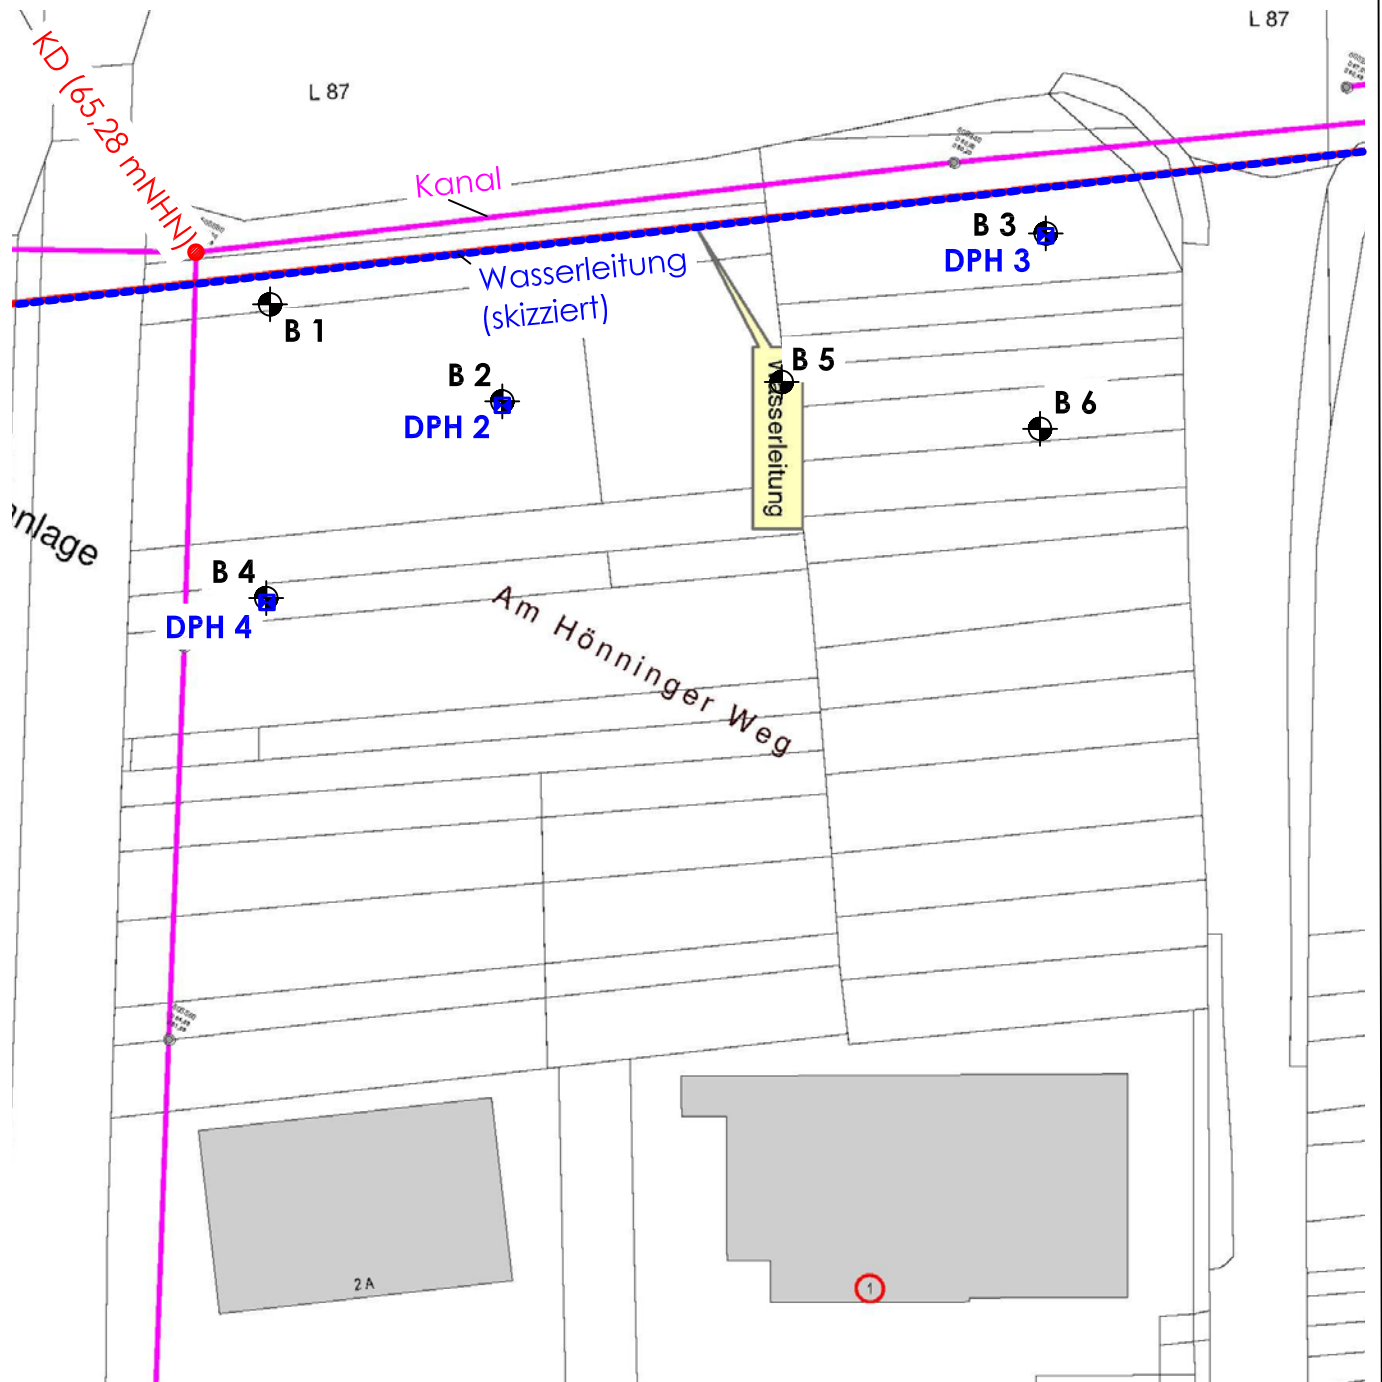 L 87
L 87
KD (65,28 mNHN)
Kanal
B 3
DPH 3
Wasserleitung
(skizziert)
B 1
B 5
B 2
DPH 2
Wasserleitung
B 6
nlage
B 4
DPH 4
Am Hönninger Weg
2 A
1